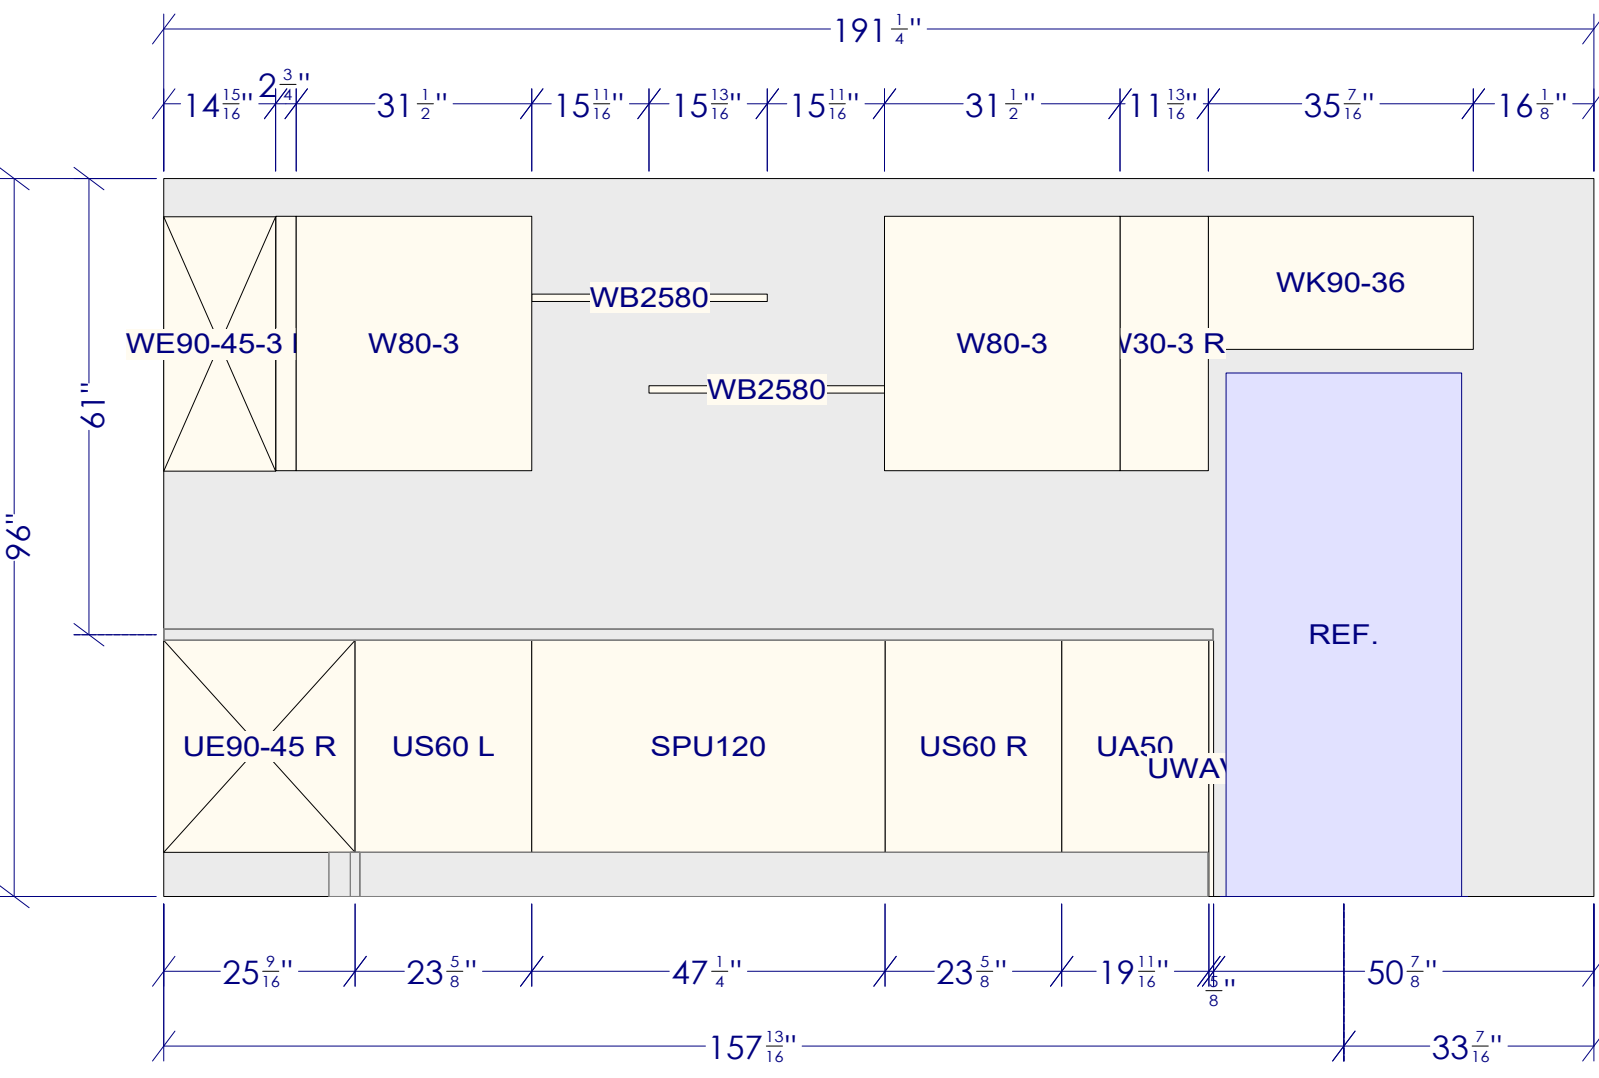 191 1/4"
14 15/16" 2 3/4" 31 1/2" 15 11/16" 15 13/16" 15 11/16" 31 1/2" 11 13/16" 35 7/16" 16 1/8"
WK90-36
WB2580
WE90-45-3 W80-3 W80-3 W30-3 R
WB2580
61"
96"
REF.
UE90-45 R US60 L SPU120 US60 R UA50
25 9/16" 23 5/8" 47 1/4" 23 5/8" 19 11/16" 5/8" 50 7/8"
157 13/16" 33 7/16"